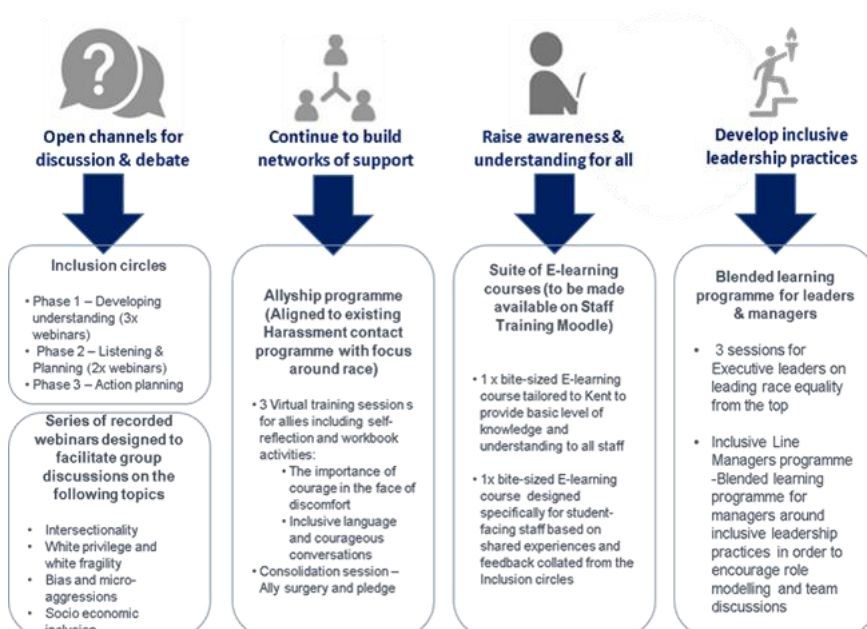 ?
Open channels for
discussion & debate
Inclusion circles
• Phase 1 – Developing
understanding (3x
webinars)
• Phase 2 – Listening &
Planning (2x webinars)
• Phase 3 – Action planning
Series of recorded
webinars designed to
facilitate group
discussions on the
following topics
• Intersectionality
• White privilege and
white fragility
• Bias and micro-
aggressions
• Socio economic
inclusion
Continue to build
networks of support
Allyship programme
(Aligned to existing
Harassment contact
programme with focus
around race)
• 3 Virtual training sessions
for allies including self-
reflection and workbook
activities:
• The importance of
courage in the face of
discomfort
• Inclusive language
and courageous
conversations
• Consolidation session –
Ally surgery and pledge
Raise awareness &
understanding for all
Suite of E-learning
courses (to be made
available on Staff
Training Moodle)
• 1 x bite-sized E-learning
course tailored to Kent to
provide basic level of
knowledge and
understanding to all staff
• 1x bite-sized E-learning
course designed
specifically for student-
facing staff based on
shared experiences and
feedback collated from the
Inclusion circles
Develop inclusive
leadership practices
Blended learning
programme for leaders
& managers
• 3 sessions for
Executive leaders on
leading race equality
from the top
• Inclusive Line
Managers programme
-Blended learning
programme for
managers around
inclusive leadership
practices in order to
encourage role
modelling and team
discussions